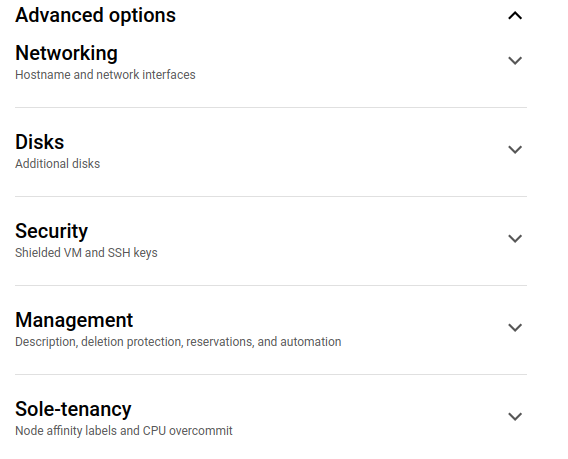 Advanced options
Networking
Hostname and network interfaces
Disks
Additional disks
Security
Shielded VM and SSH keys
Management
Description, deletion protection, reservations, and automation
Sole-tenancy
Node affinity labels and CPU overcommit